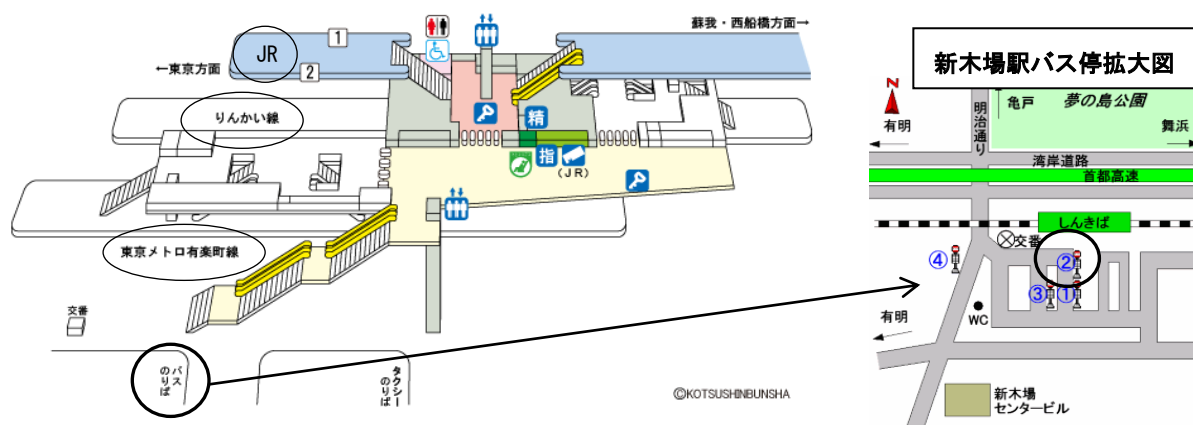 蘇我・西船橋方面→
JR
1
2
←東京方面
りんかい線
精
指
(JR)
東京メトロ有楽町線
交番
バス
のりば
タクシー
のりば
©KOTSUSHINBUNSHA
新木場駅バス停拡大図
N
有明
明治通り
亀戸
夢の島公園
舞浜
湾岸道路
首都高速
しんきば
交番
④
②
③
①
WC
有明
新木場
センタービル